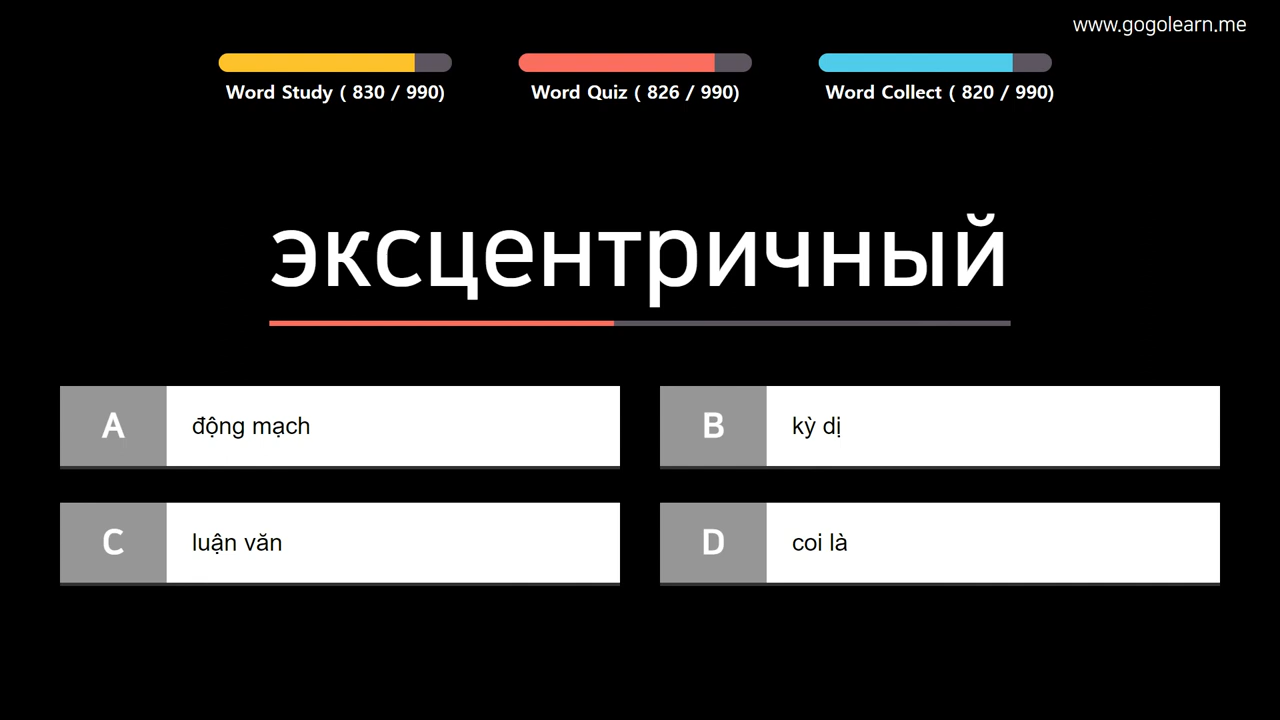 www.gogolearn.me
Word Study ( 830 / 990)
Word Quiz ( 826 / 990)
Word Collect ( 820 / 990)
эксцентричный
A động mạch
B kỳ dị
C luận văn
D coi là